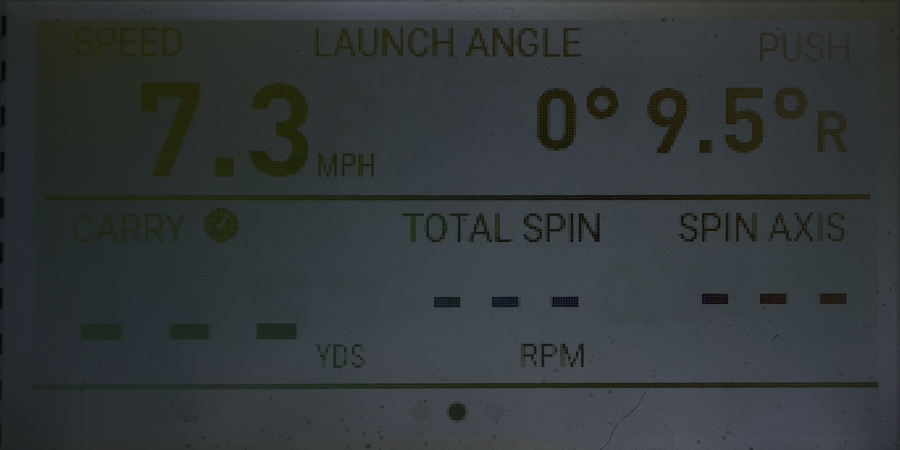 SPEED LAUNCH ANGLE PUSH
7.3 MPH 0° 9.5° R
CARRY TOTAL SPIN SPIN AXIS
--- --- ---
YDS RPM